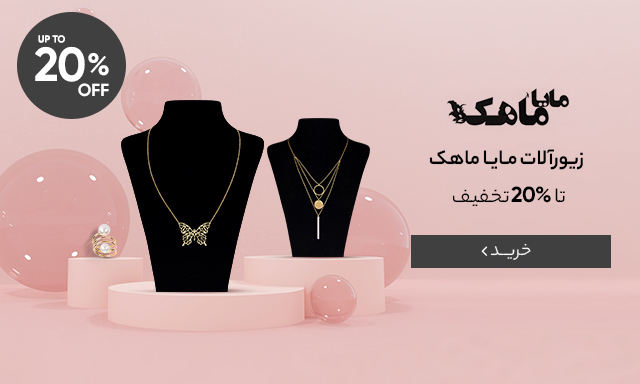 UP TO
20%
OFF
مایا
ماهک
زیورآلات مایا ماهک
تا 20% تخفیف
خرید >